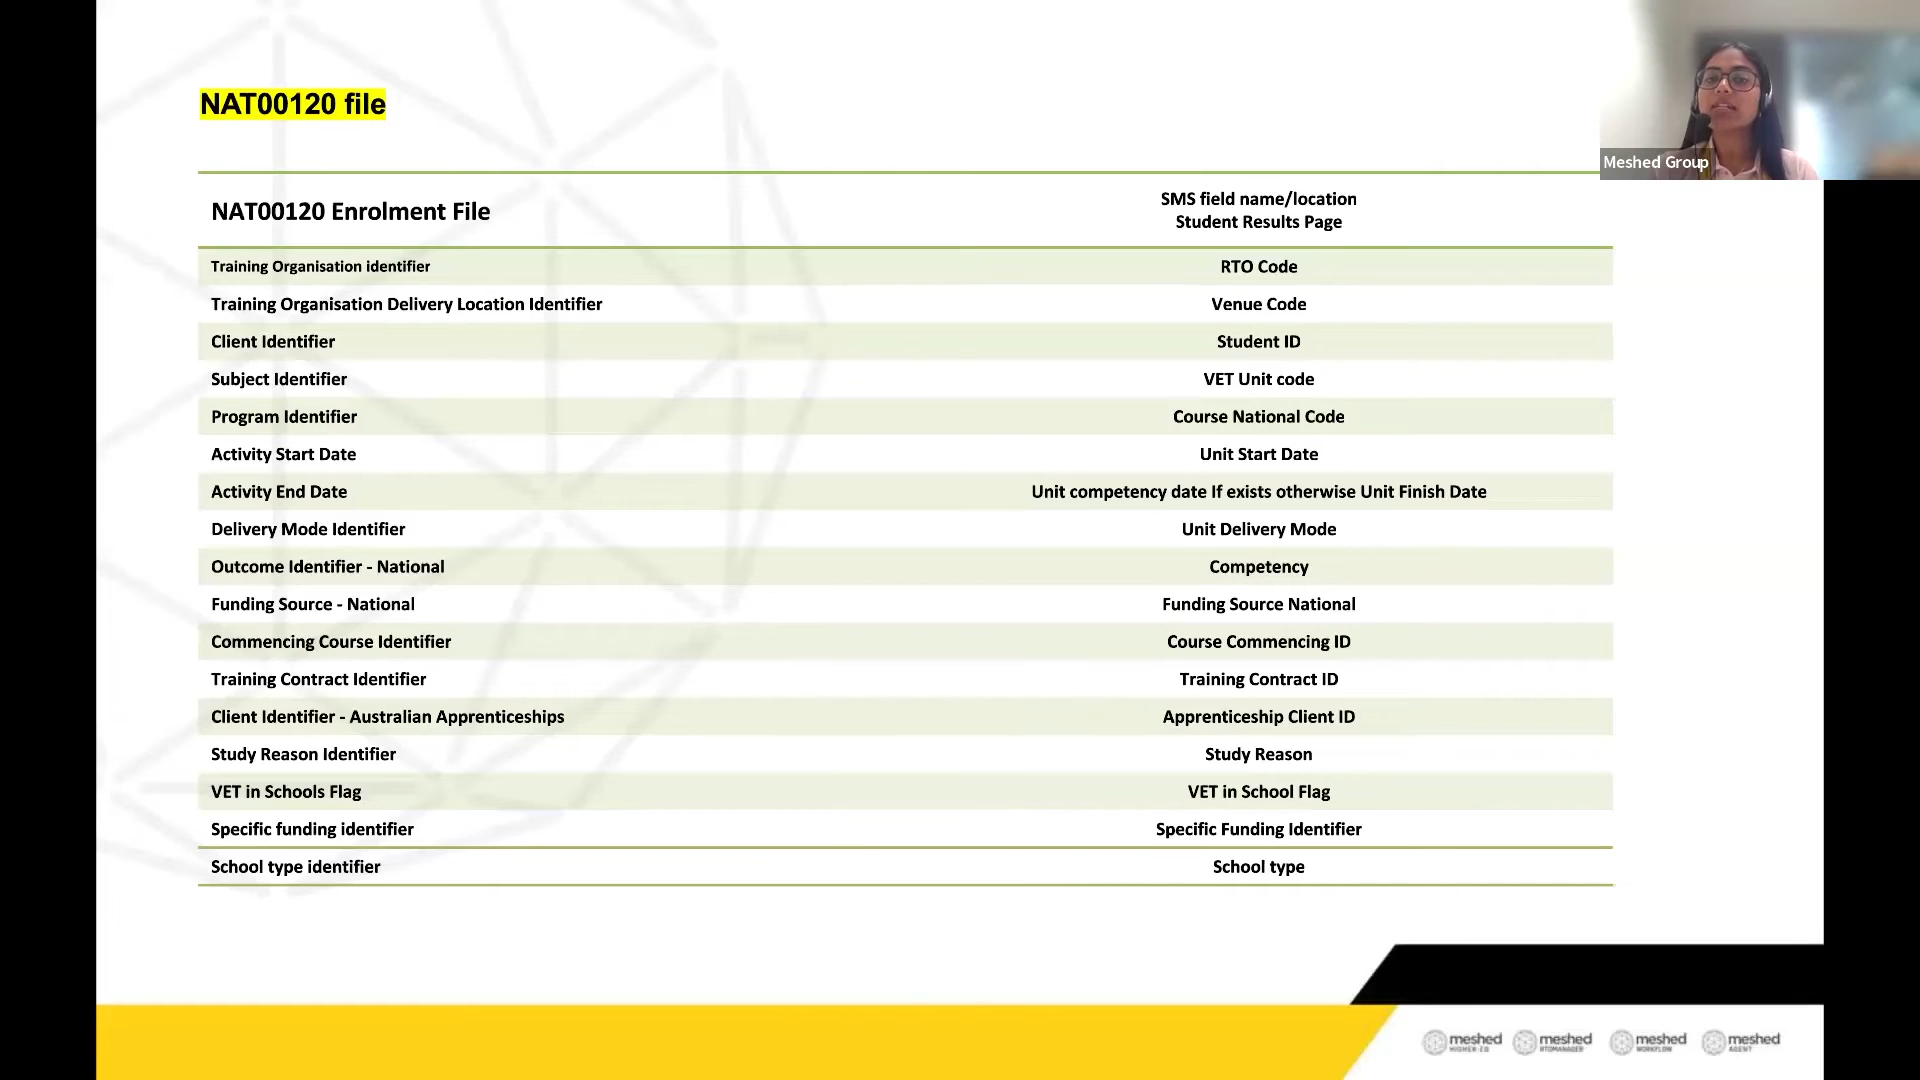 NAT00120 file
Meshed Group
NAT00120 Enrolment File
SMS field name/location
Student Results Page
Training Organisation identifier
RTO Code
Training Organisation Delivery Location Identifier
Venue Code
Client Identifier
Student ID
Subject Identifier
VET Unit code
Program Identifier
Course National Code
Activity Start Date
Unit Start Date
Activity End Date
Unit competency date If exists otherwise Unit Finish Date
Delivery Mode Identifier
Unit Delivery Mode
Outcome Identifier - National
Competency
Funding Source - National
Funding Source National
Commencing Course Identifier
Course Commencing ID
Training Contract Identifier
Training Contract ID
Client Identifier - Australian Apprenticeships
Apprenticeship Client ID
Study Reason Identifier
Study Reason
VET in Schools Flag
VET in School Flag
Specific funding identifier
Specific Funding Identifier
School type identifier
School type
meshed
HIGHER-ED
meshed
RTOMANAGER
meshed
WORKFLOW
meshed
AGENT